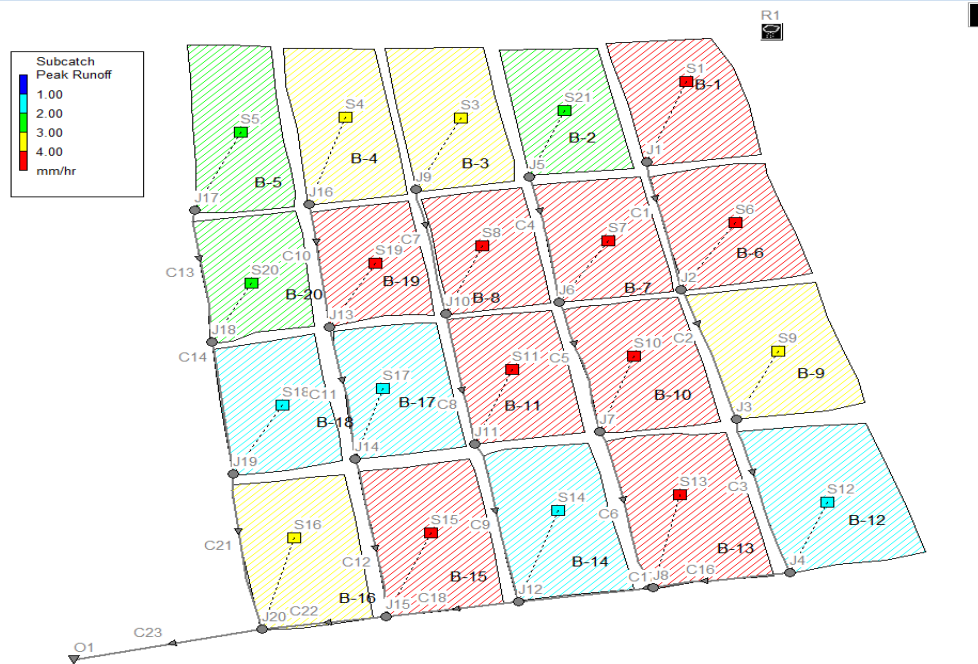 R1
Subcatch
Peak Runoff
1.00
2.00
3.00
4.00
mm/hr
S1
B-1
S21
B-2
S3
B-3
S4
B-4
S5
B-5
J1
J5
J9
J16
J17
S6
B-6
C1
S7
B-7
C4
S8
B-8
C7
S19
B-19
C10
S20
B-20
C13
J2
J6
J10
J13
J18
C14
S9
B-9
C2
S10
B-10
C5
S11
B-11
C8
S17
B-17
C11
S18
B-18
J3
J7
J11
J14
J19
S12
B-12
C3
S13
B-13
C6
S14
B-14
C9
S15
B-15
C12
S16
B-16
C21
J4
C16
J8
J12
C18
J15
C22
J20
C23
O1